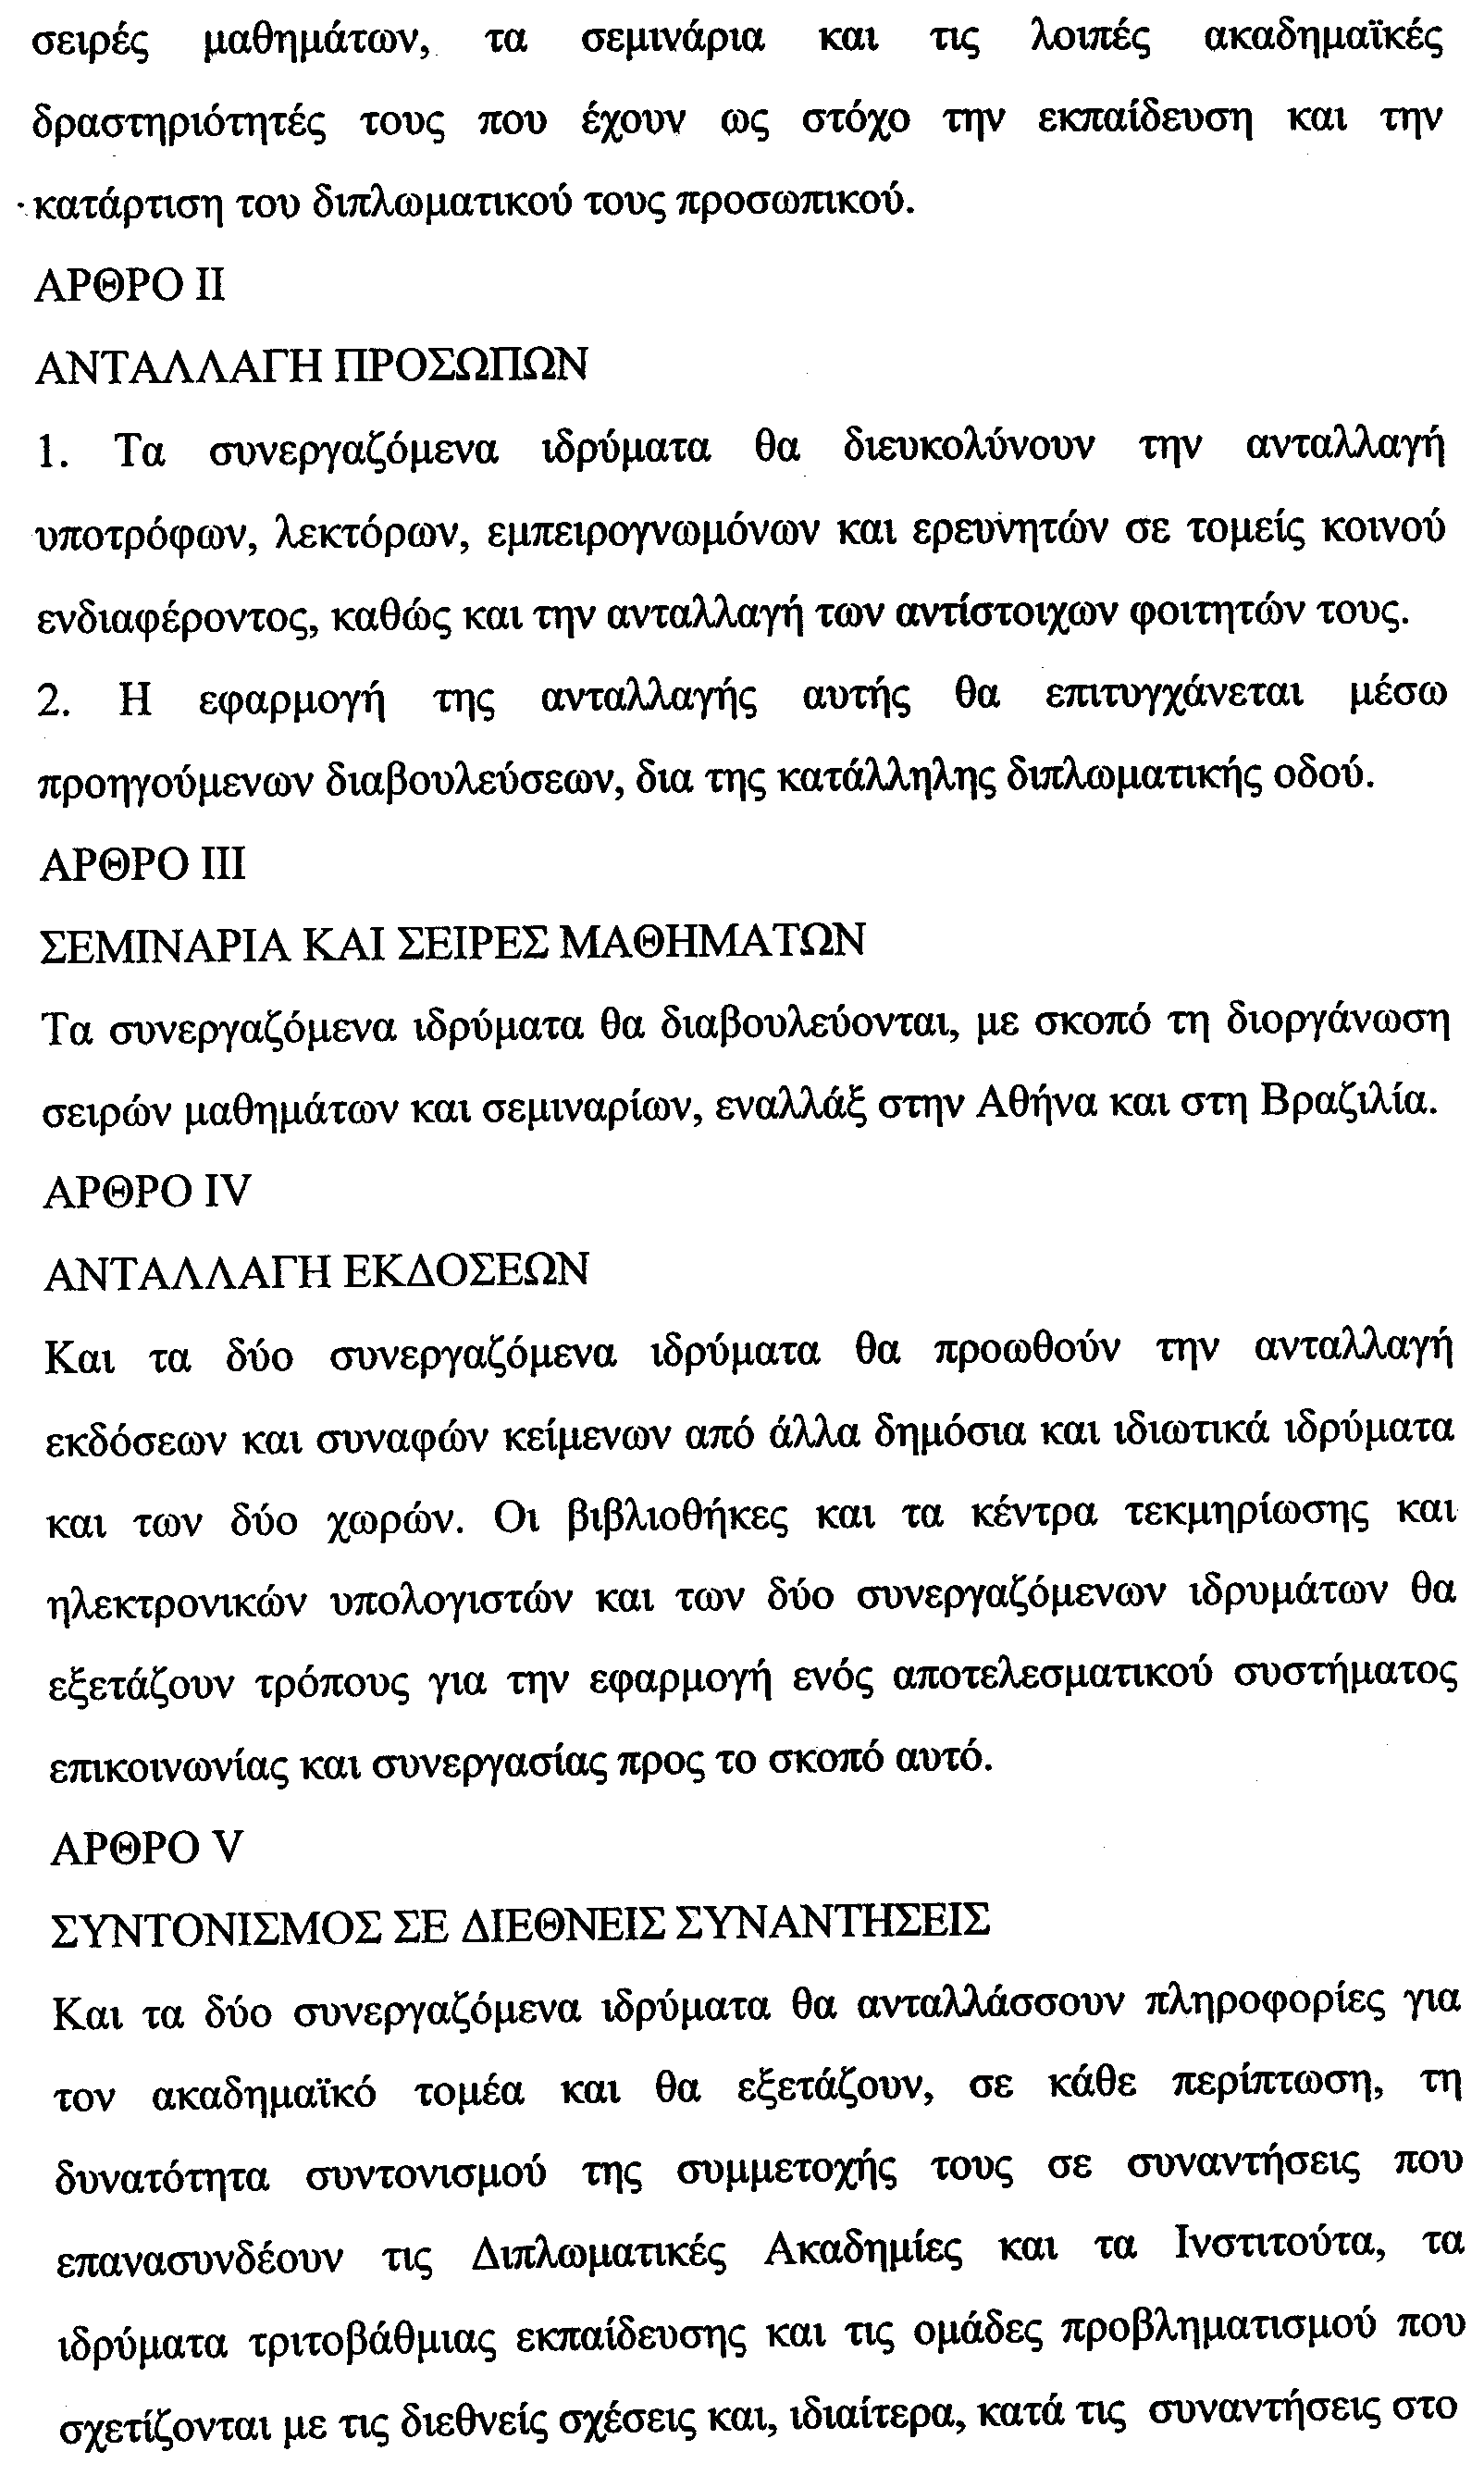 σειρές μαθημάτων, τα σεμινάρια και τις λοιπές ακαδημαϊκές
δραστηριότητές τους που έχουν ως στόχο την εκπαίδευση και την
κατάρτιση του διπλωματικού τους προσωπικού.
ΑΡΘΡΟ ΙΙ
ΑΝΤΑΛΛΑΓΗ ΠΡΟΣΩΠΩΝ
1. Τα συνεργαζόμενα ιδρύματα θα διευκολύνουν την ανταλλαγή
υποτρόφων, λεκτόρων, εμπειρογνωμόνων και ερευνητών σε τομείς κοινού
ενδιαφέροντος, καθώς και την ανταλλαγή των αντίστοιχων φοιτητών τους.
2. Η εφαρμογή της ανταλλαγής αυτής θα επιτυγχάνεται μέσω
προηγούμενων διαβουλεύσεων, δια της κατάλληλης διπλωματικής οδού.
ΑΡΘΡΟ ΙΙΙ
ΣΕΜΙΝΑΡΙΑ ΚΑΙ ΣΕΙΡΕΣ ΜΑΘΗΜΑΤΩΝ
Τα συνεργαζόμενα ιδρύματα θα διαβουλεύονται, με σκοπό τη διοργάνωση
σειρών μαθημάτων και σεμιναρίων, εναλλάξ στην Αθήνα και στη Βραζιλία.
ΑΡΘΡΟ IV
ΑΝΤΑΛΛΑΓΗ ΕΚΔΟΣΕΩΝ
Και τα δύο συνεργαζόμενα ιδρύματα θα προωθούν την ανταλλαγή
εκδόσεων και συναφών κείμενων από άλλα δημόσια και ιδιωτικά ιδρύματα
και των δύο χωρών. Οι βιβλιοθήκες και τα κέντρα τεκμηρίωσης και
ηλεκτρονικών υπολογιστών και των δύο συνεργαζόμενων ιδρυμάτων θα
εξετάζουν τρόπους για την εφαρμογή ενός αποτελεσματικού συστήματος
επικοινωνίας και συνεργασίας προς το σκοπό αυτό.
ΑΡΘΡΟ V
ΣΥΝΤΟΝΙΣΜΟΣ ΣΕ ΔΙΕΘΝΕΙΣ ΣΥΝΑΝΤΗΣΕΙΣ
Και τα δύο συνεργαζόμενα ιδρύματα θα ανταλλάσσουν πληροφορίες για
τον ακαδημαϊκό τομέα και θα εξετάζουν, σε κάθε περίπτωση, τη
δυνατότητα συντονισμού της συμμετοχής τους σε συναντήσεις που
επανασυνδέουν τις Διπλωματικές Ακαδημίες και τα Ινστιτούτα, τα
ιδρύματα τριτοβάθμιας εκπαίδευσης και τις ομάδες προβληματισμού που
σχετίζονται με τις διεθνείς σχέσεις και, ιδιαίτερα, κατά τις συναντήσεις στο